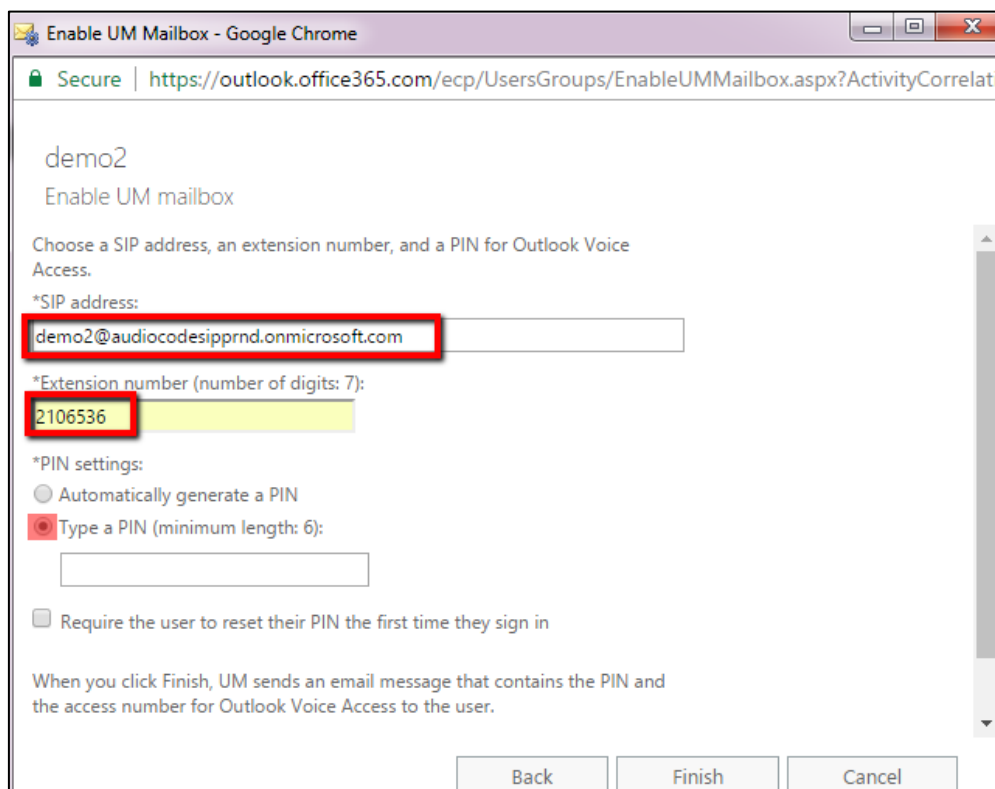 Enable UM Mailbox - Google Chrome
Secure | https://outlook.office365.com/ecp/UsersGroups/EnableUMMailbox.aspx?ActivityCorrelati
demo2
Enable UM mailbox
Choose a SIP address, an extension number, and a PIN for Outlook Voice
Access.
*SIP address:
demo2@audiocodesipprnd.onmicrosoft.com
*Extension number (number of digits: 7):
2106536
*PIN settings:
Automatically generate a PIN
Type a PIN (minimum length: 6):
Require the user to reset their PIN the first time they sign in
When you click Finish, UM sends an email message that contains the PIN and
the access number for Outlook Voice Access to the user.
Back Finish Cancel